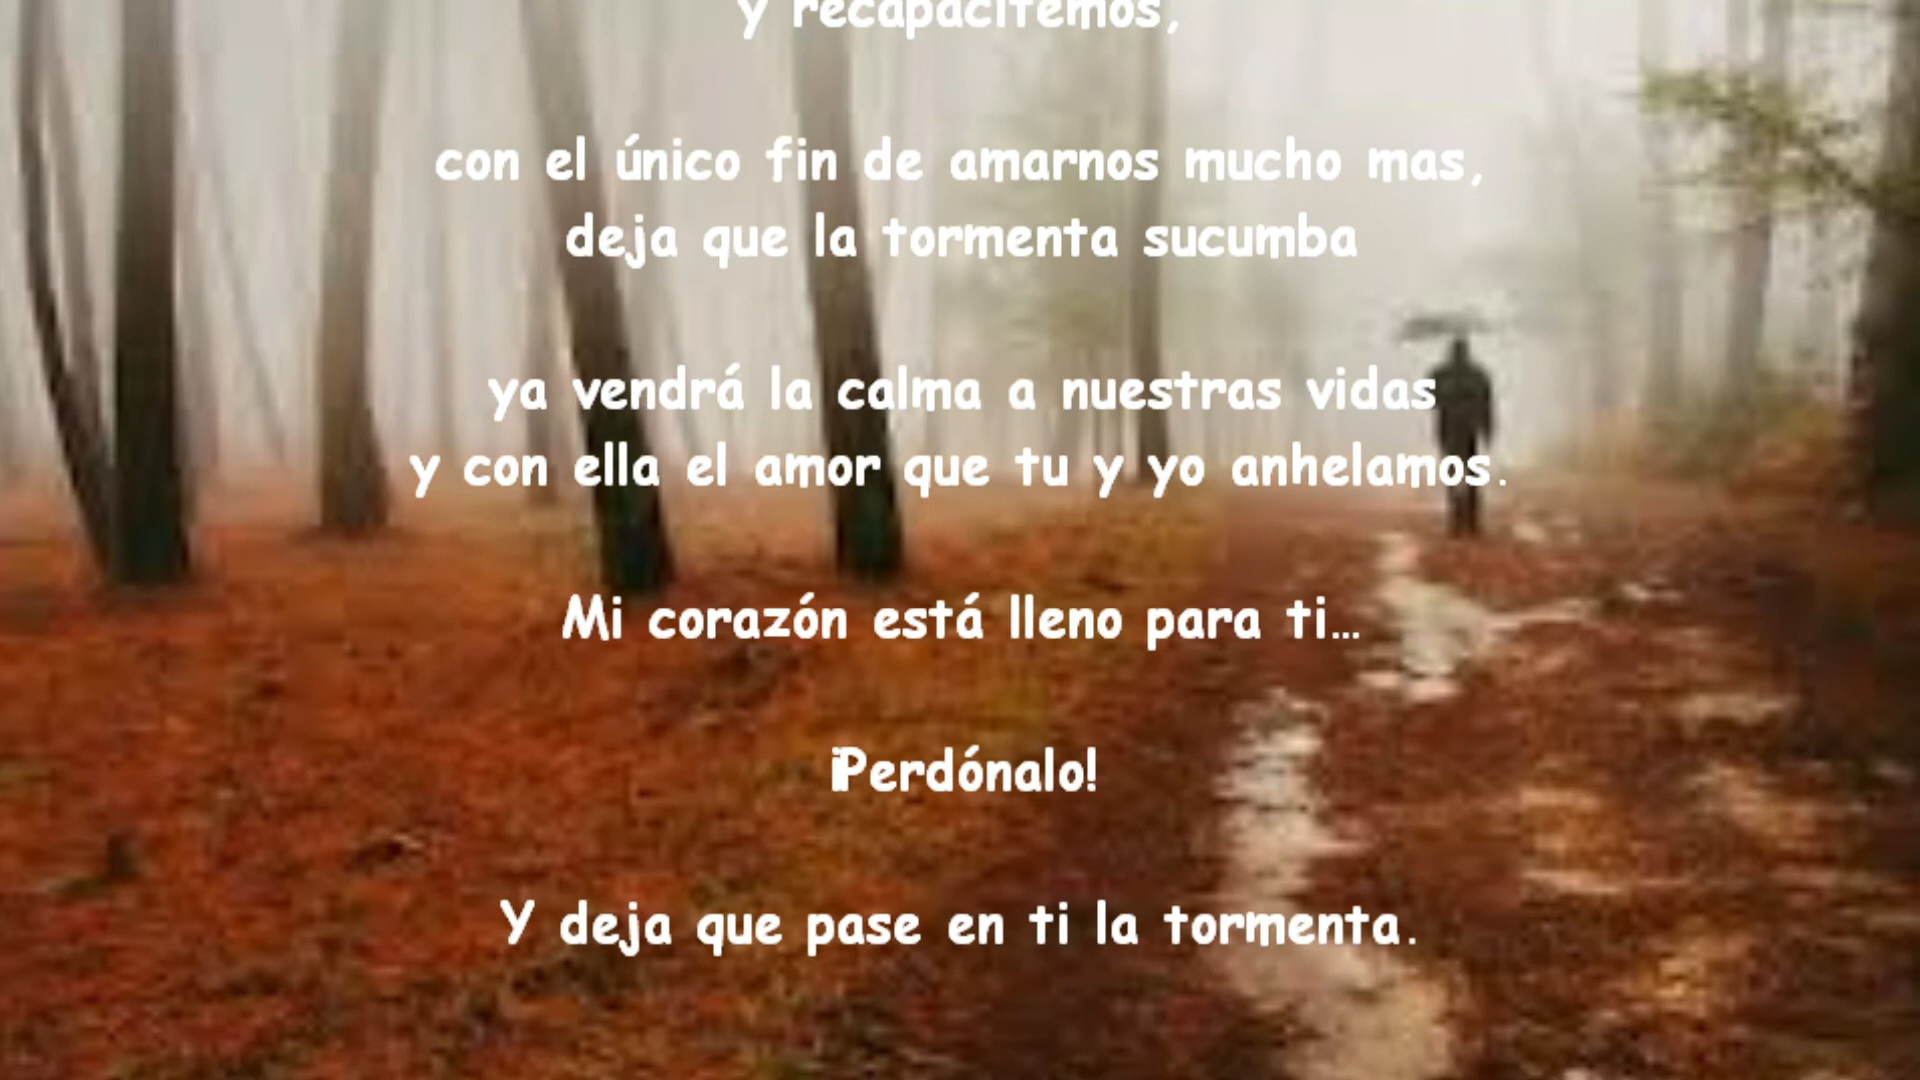 y recapacitemos,
con el único fin de amarnos mucho mas,
deja que la tormenta sucumba
ya vendrá la calma a nuestras vidas
y con ella el amor que tu y yo anhelamos.
Mi corazón está lleno para ti...
¡Perdónalo!
Y deja que pase en ti la tormenta.